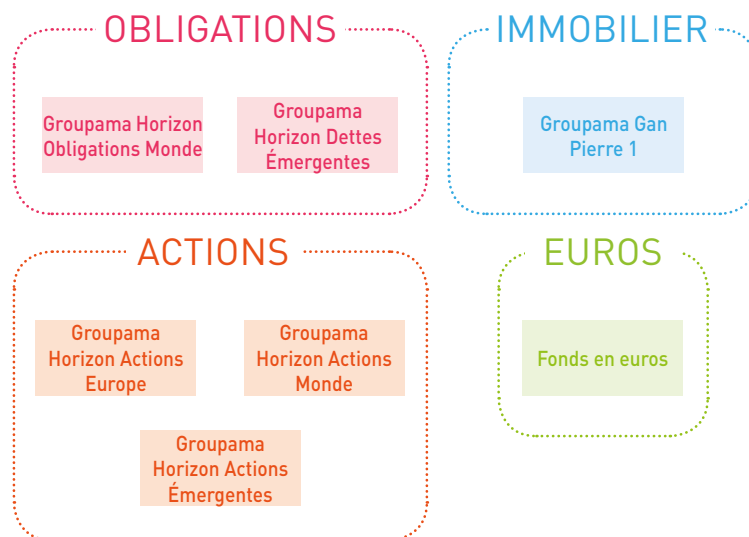 OBLIGATIONS
Groupama Horizon
Obligations Monde
Groupama
Horizon Dettes
Émergentes
IMMOBILIER
Groupama Gan
Pierre 1
ACTIONS
Groupama
Horizon Actions
Europe
Groupama
Horizon Actions
Monde
Groupama
Horizon Actions
Émergentes
EUROS
Fonds en euros